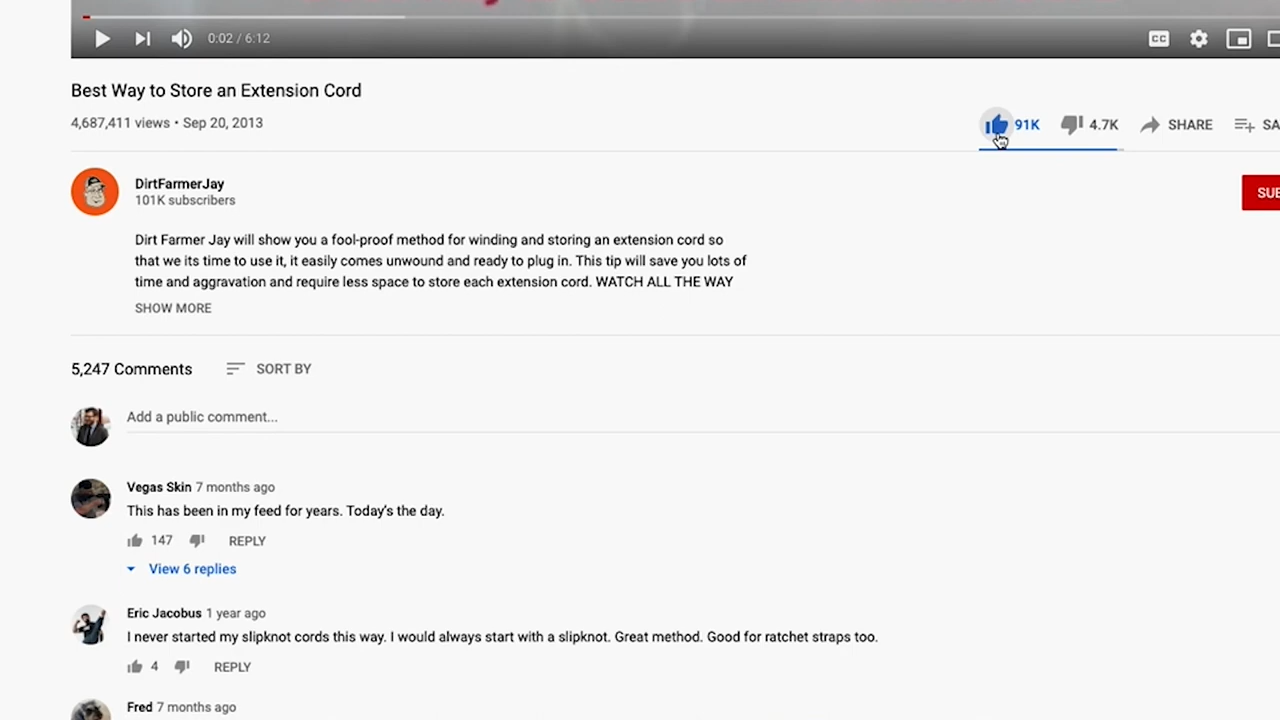 0:02 / 6:12
CC
Best Way to Store an Extension Cord
4,687,411 views • Sep 20, 2013
91K 4.7K SHARE SA
DirtFarmerJay
101K subscribers
SUB
Dirt Farmer Jay will show you a fool-proof method for winding and storing an extension cord so
that we its time to use it, it easily comes unwound and ready to plug in. This tip will save you lots of
time and aggravation and require less space to store each extension cord. WATCH ALL THE WAY
SHOW MORE
5,247 Comments SORT BY
Add a public comment...
Vegas Skin 7 months ago
This has been in my feed for years. Today's the day.
147 REPLY
View 6 replies
Eric Jacobus 1 year ago
I never started my slipknot cords this way. I would always start with a slipknot. Great method. Good for ratchet straps too.
4 REPLY
Fred 7 months ago